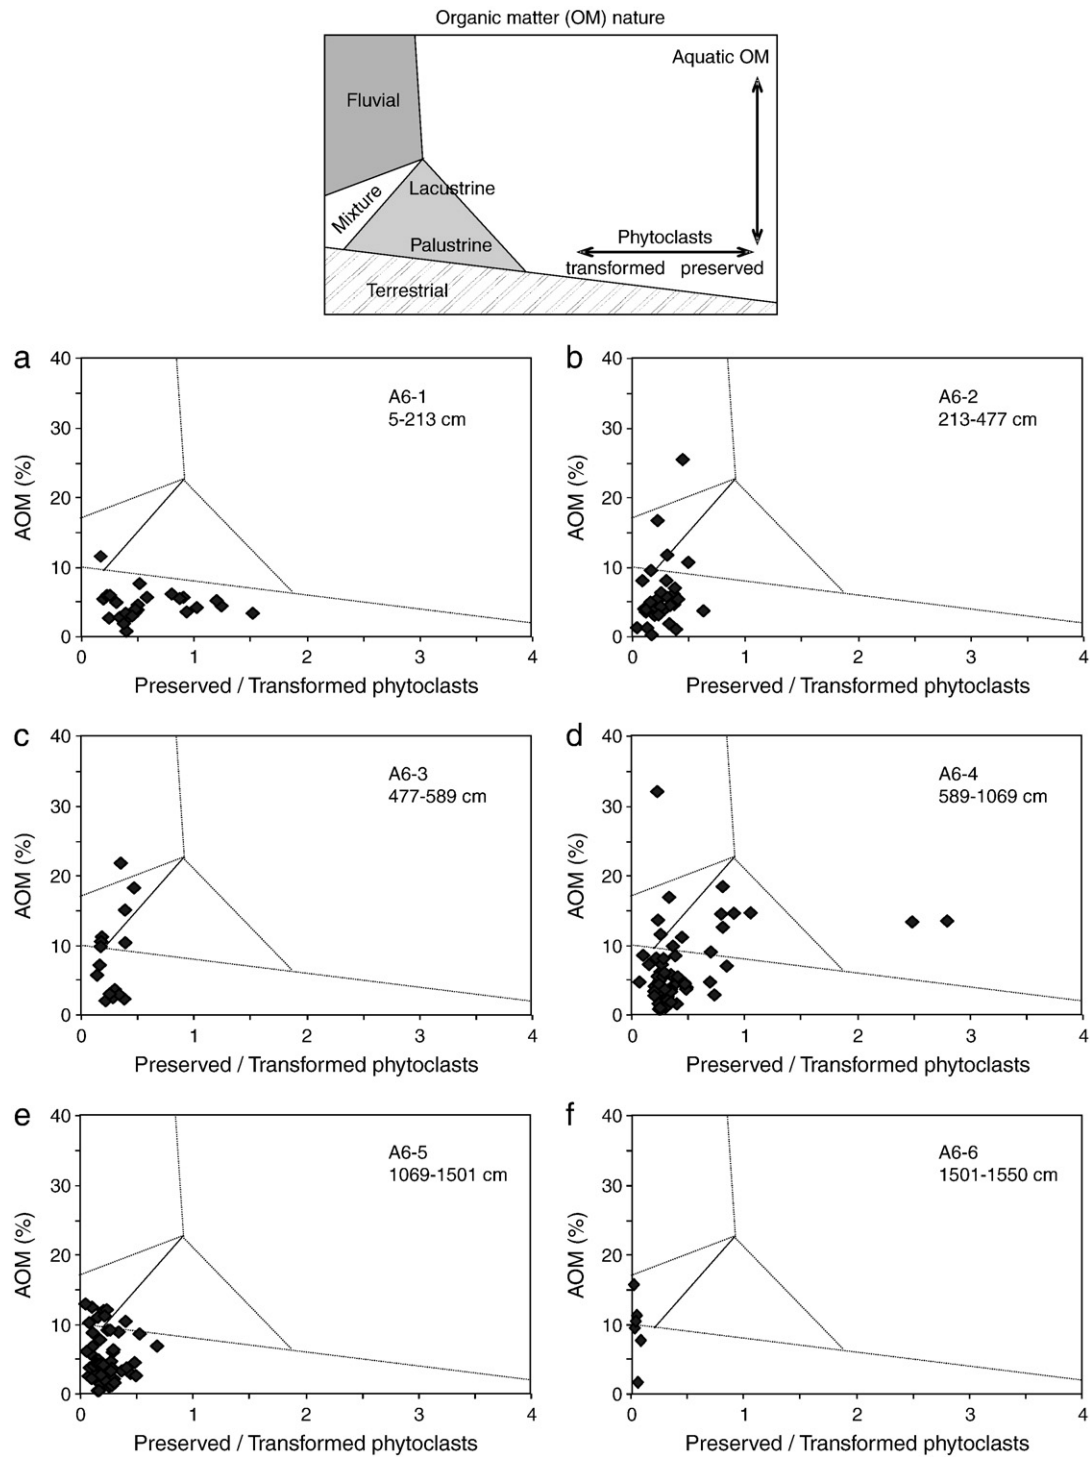 Organic matter (OM) nature
Aquatic OM
Fluvial
Mixture
Lacustrine
Palustrine
Phytoclasts
transformed preserved
Terrestrial
a
40
30
20
10
0
AOM (%)
A6-1
5-213 cm
0 1 2 3 4
Preserved / Transformed phytoclasts
b
40
30
20
10
0
AOM (%)
A6-2
213-477 cm
0 1 2 3 4
Preserved / Transformed phytoclasts
c
40
30
20
10
0
AOM (%)
A6-3
477-589 cm
0 1 2 3 4
Preserved / Transformed phytoclasts
d
40
30
20
10
0
AOM (%)
A6-4
589-1069 cm
0 1 2 3 4
Preserved / Transformed phytoclasts
e
40
30
20
10
0
AOM (%)
A6-5
1069-1501 cm
0 1 2 3 4
Preserved / Transformed phytoclasts
f
40
30
20
10
0
AOM (%)
A6-6
1501-1550 cm
0 1 2 3 4
Preserved / Transformed phytoclasts